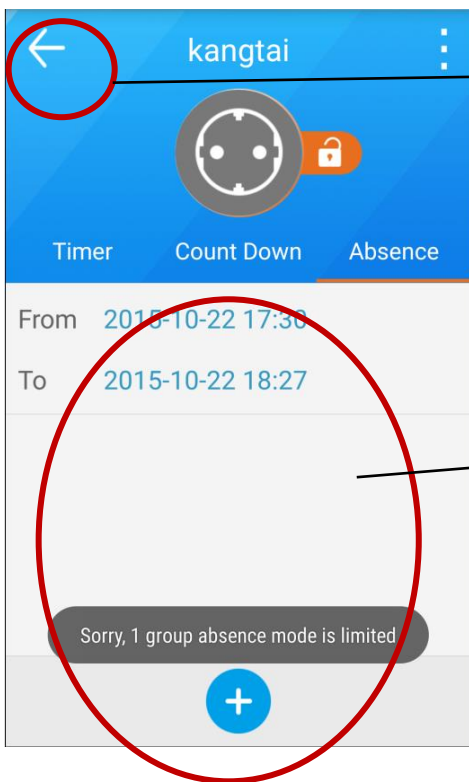 kangtai
Timer Count Down Absence
From 2015-10-22 17:30
To 2015-10-22 18:27
Sorry, 1 group absence mode is limited